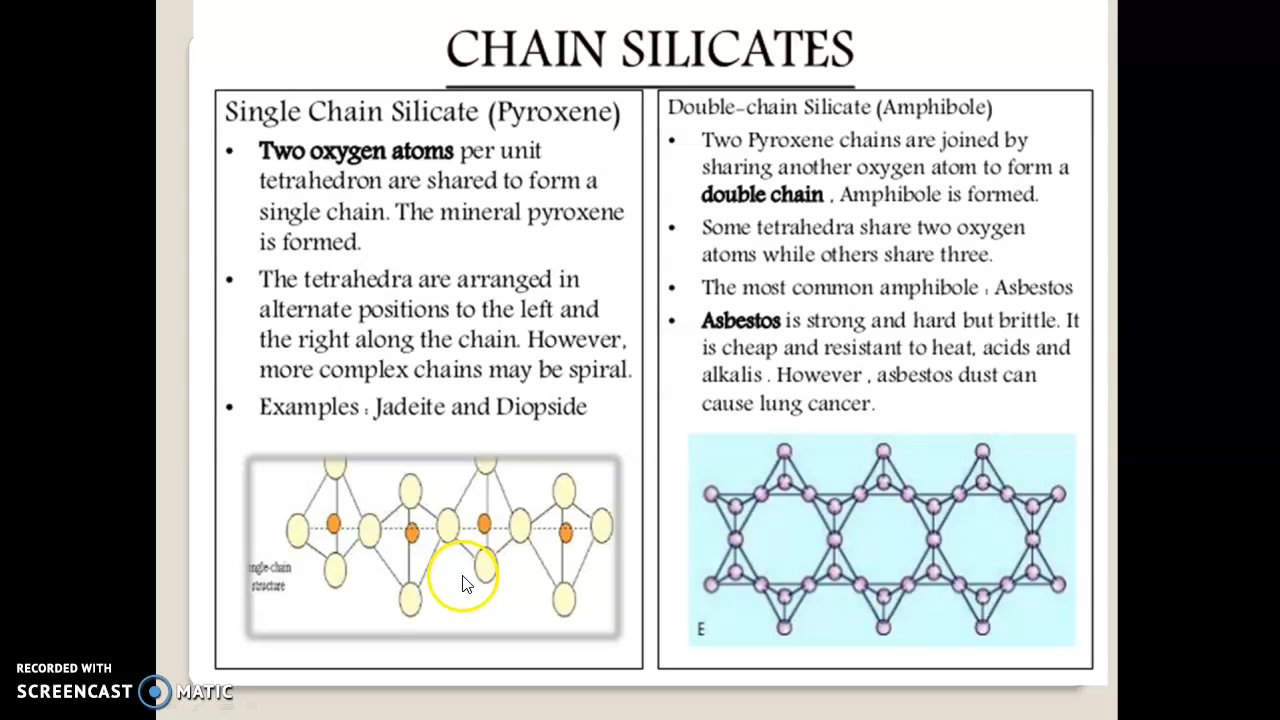 CHAIN SILICATES
Single Chain Silicate (Pyroxene)
• Two oxygen atoms per unit
tetrahedron are shared to form a
single chain. The mineral pyroxene
is formed.
• The tetrahedra are arranged in
alternate positions to the left and
the right along the chain. However,
more complex chains may be spiral.
• Examples : Jadeite and Diopside
ngle-chain
structure
Double-chain Silicate (Amphibole)
• Two Pyroxene chains are joined by
sharing another oxygen atom to form a
double chain . Amphibole is formed.
• Some tetrahedra share two oxygen
atoms while others share three.
• The most common amphibole : Asbestos
• Asbestos is strong and hard but brittle. It
is cheap and resistant to heat, acids and
alkalis . However , asbestos dust can
cause lung cancer.
E
RECORDED WITH
SCREENCAST MATIC